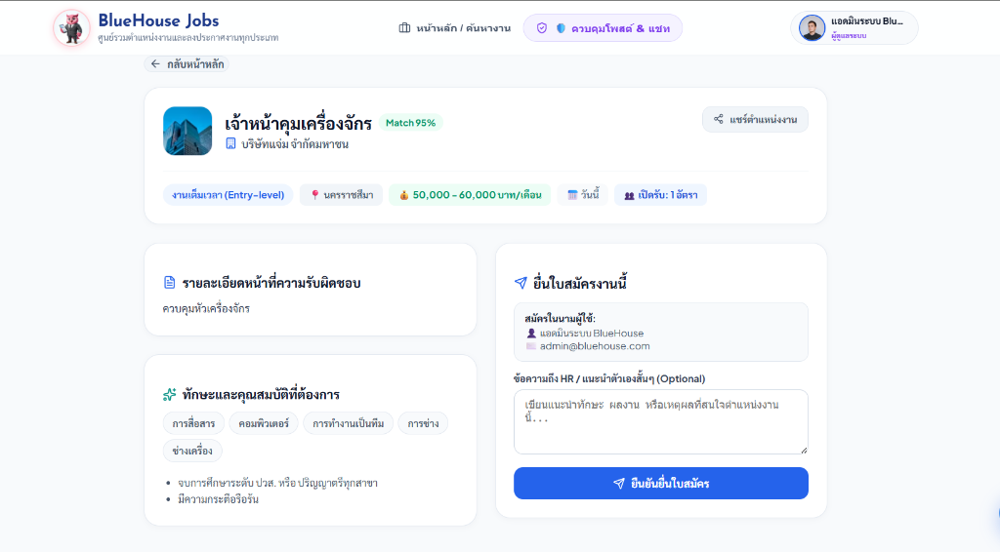 BlueHouse Jobs
ศูนย์รวมตำแหน่งงานและลงประกาศงานทุกประเภท
หน้าหลัก / ค้นหางาน
ควบคุมโพสต์ & แชท
แอดมินระบบ Blu...
ผู้ดูแลระบบ
กลับหน้าหลัก
เจ้าหน้าคุมเครื่องจักร
Match 95%
บริษัทแจ่ม จำกัดมหาชน
แชร์ตำแหน่งงาน
งานเต็มเวลา (Entry-level)
นครราชสีมา
50,000 - 60,000 บาท/เดือน
วันนี้
เปิดรับ: 1 อัตรา
รายละเอียดหน้าที่ความรับผิดชอบ
ควบคุมหัวเครื่องจักร
ทักษะและคุณสมบัติที่ต้องการ
การสื่อสาร
คอมพิวเตอร์
การทำงานเป็นทีม
การช่าง
ช่างเครื่อง
จบการศึกษาระดับ ปวส. หรือ ปริญญาตรีทุกสาขา
มีความกระตือรือร้น
ยื่นใบสมัครงานนี้
สมัครในนามผู้ใช้:
แอดมินระบบ BlueHouse
admin@bluehouse.com
ข้อความถึง HR / แนะนำตัวเองสั้นๆ (Optional)
เขียนแนะนำทักษะ ผลงาน หรือเหตุผลที่สนใจตำแหน่งงาน
นี้...
ยืนยันยื่นใบสมัคร